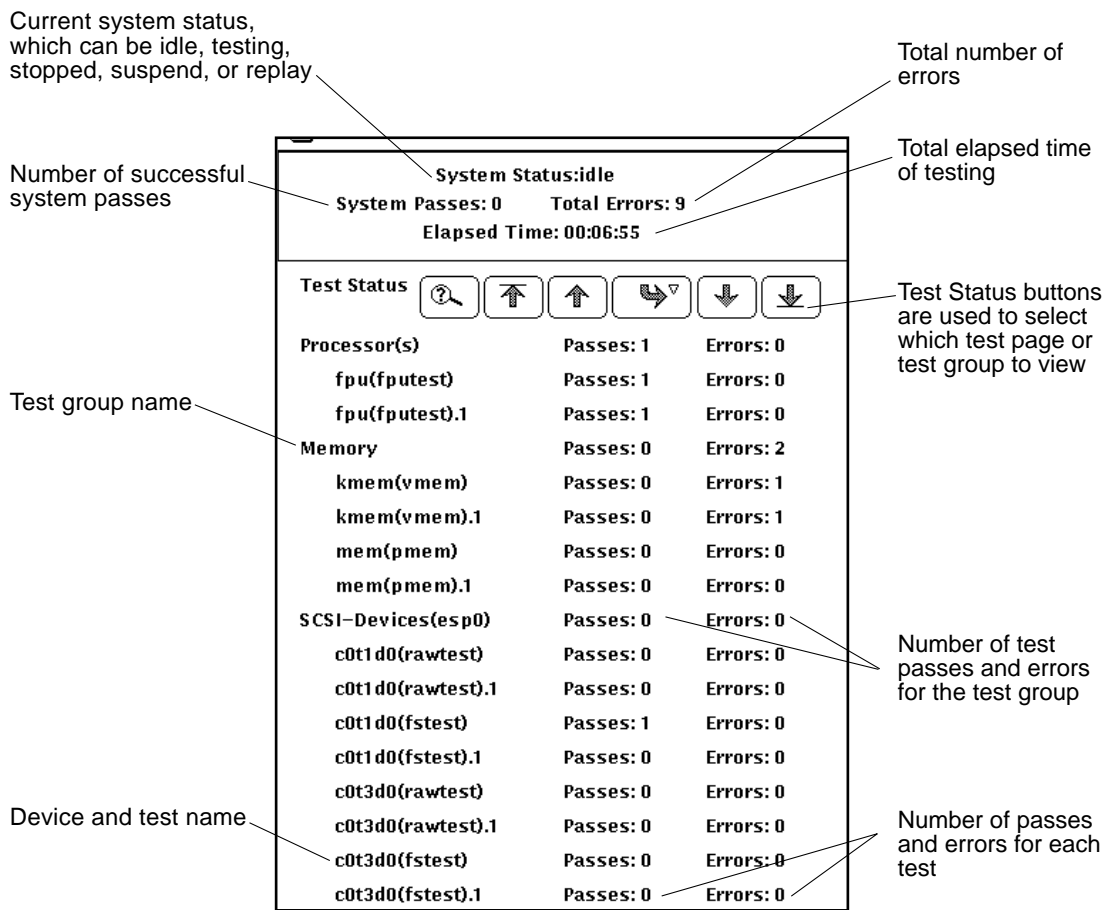 Current system status,
which can be idle, testing,
stopped, suspend, or replay
Total number of
errors
Number of successful
system passes
Total elapsed time
of testing
System Status:idle
System Passes: 0 Total Errors: 9
Elapsed Time: 00:06:55
Test Status
Test Status buttons
are used to select
which test page or
test group to view
Test group name
Processor(s) Passes: 1 Errors: 0
fpu(fputest) Passes: 1 Errors: 0
fpu(fputest).1 Passes: 1 Errors: 0
Memory Passes: 0 Errors: 2
kmem(vmem) Passes: 0 Errors: 1
kmem(vmem).1 Passes: 0 Errors: 1
mem(pmem) Passes: 0 Errors: 0
mem(pmem).1 Passes: 0 Errors: 0
SCSI-Devices(esp0) Passes: 0 Errors: 0
c0t1d0(rawtest) Passes: 0 Errors: 0
c0t1d0(rawtest).1 Passes: 0 Errors: 0
c0t1d0(fstest) Passes: 1 Errors: 0
c0t1d0(fstest).1 Passes: 0 Errors: 0
c0t3d0(rawtest) Passes: 0 Errors: 0
c0t3d0(rawtest).1 Passes: 0 Errors: 0
c0t3d0(fstest) Passes: 0 Errors: 0
c0t3d0(fstest).1 Passes: 0 Errors: 0
Number of test
passes and errors
for the test group
Device and test name
Number of passes
and errors for each
test